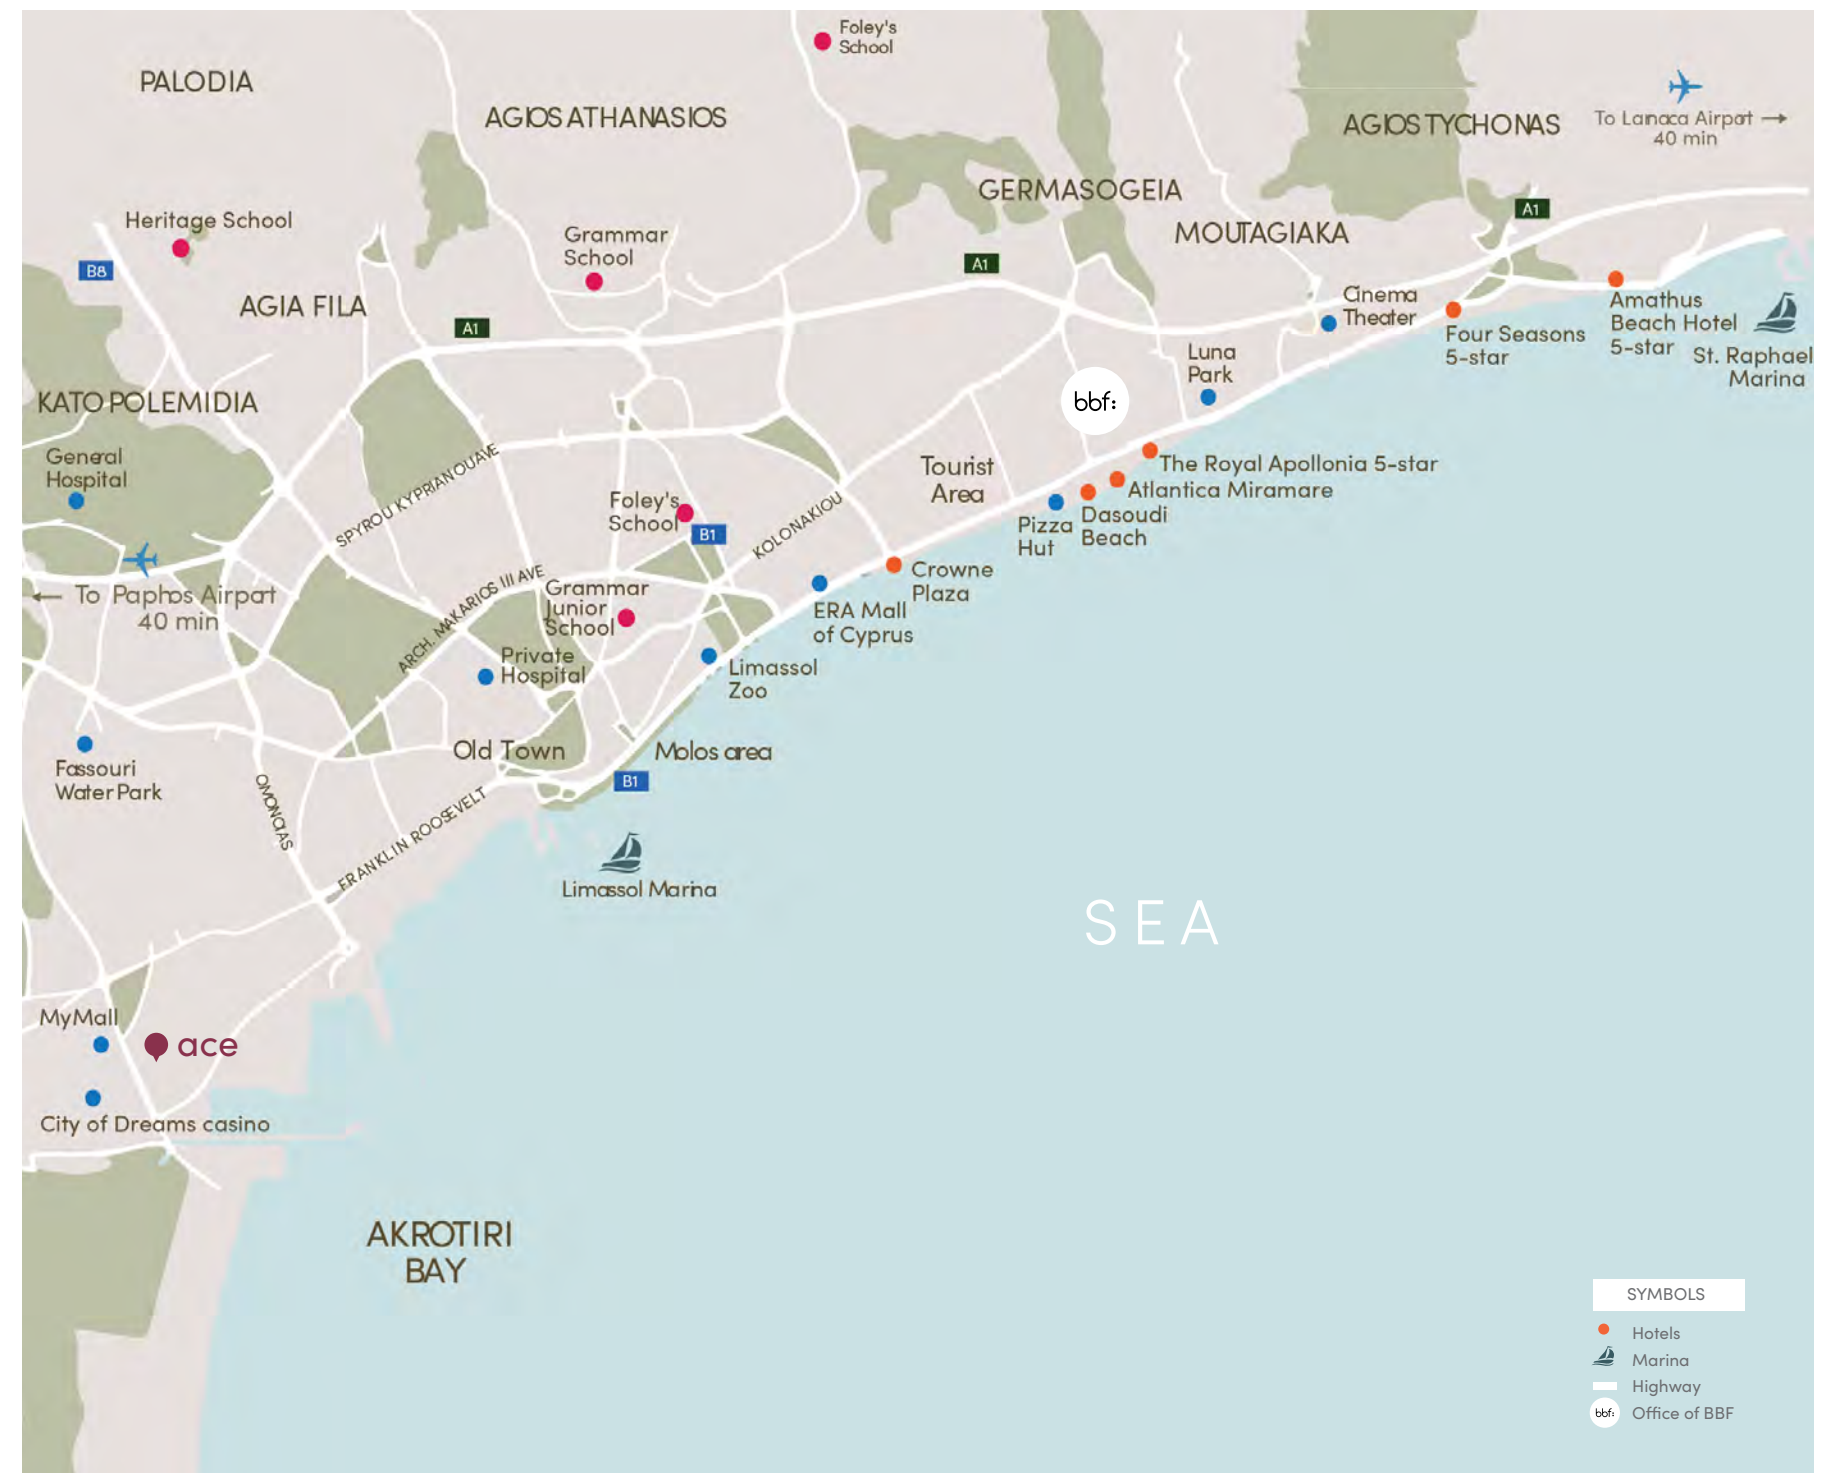 Foley's
School
PALODIA
AGIOS ATHANASIOS
AGIOS TYCHONAS
To Larnaca Airport →
40 min
GERMASOGEIA
A1
Heritage School
MOUTAGIAKA
Grammar
School
B8
A1
AGIA FILA
A1
Cinema
Theater
Amathus
Beach Hotel
5-star
Four Seasons
5-star
St. Raphael
Marina
Luna
Park
KATO POLEMIDIA
bbf:
General
Hospital
SPYROU KYPRIANOU AVE
Tourist
Area
The Royal Apollonia 5-star
Atlantica Miramare
Foley's
School
B1
KOLONAKIOU
Pizza
Hut
Dasoudi
Beach
← To Paphos Airport
40 min
ARCH. MAKARIOS III AVE
Grammar
Junior
School
Crowne
Plaza
ERA Mall
of Cyprus
Private
Hospital
Limassol
Zoo
Old Town
Molos area
B1
Fassouri
Water Park
OMONOIAS
FRANKLIN ROOSEVELT
Limassol Marina
SEA
MyMall
ace
City of Dreams casino
AKROTIRI
BAY
SYMBOLS
Hotels
Marina
Highway
bbf:
Office of BBF